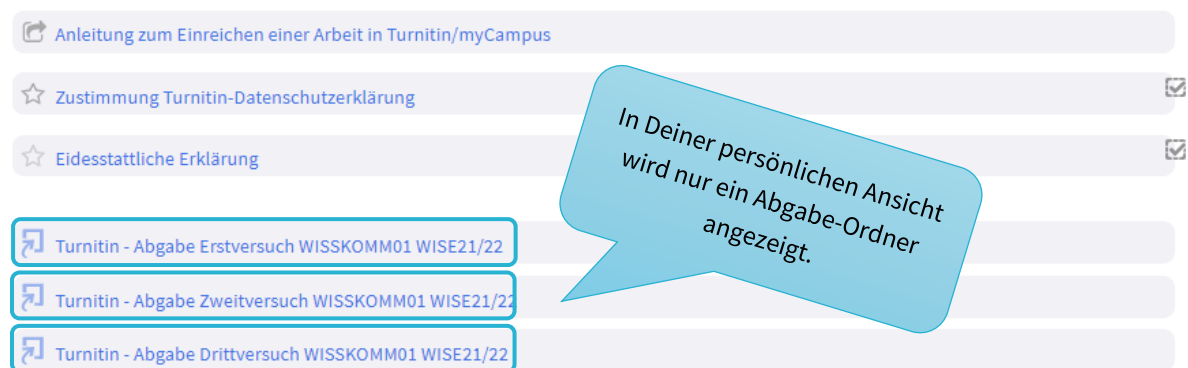 Anleitung zum Einreichen einer Arbeit in Turnitin/myCampus
Zustimmung Turnitin-Datenschutzerklärung
Eidesstattliche Erklärung
In Deiner persönlichen Ansicht
wird nur ein Abgabe-Ordner
angezeigt.
Turnitin - Abgabe Erstversuch WISSKOMM01 WISE21/22
Turnitin - Abgabe Zweitversuch WISSKOMM01 WISE21/22
Turnitin - Abgabe Drittversuch WISSKOMM01 WISE21/22